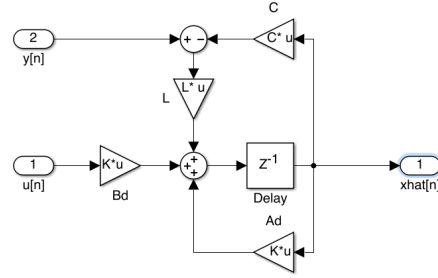 C
2
+ −
C* u
y[n]
L* u
L
1
K*u
+
+
+
Z-1
1
u[n]
Bd
Delay
xhat[n]
Ad
K*u